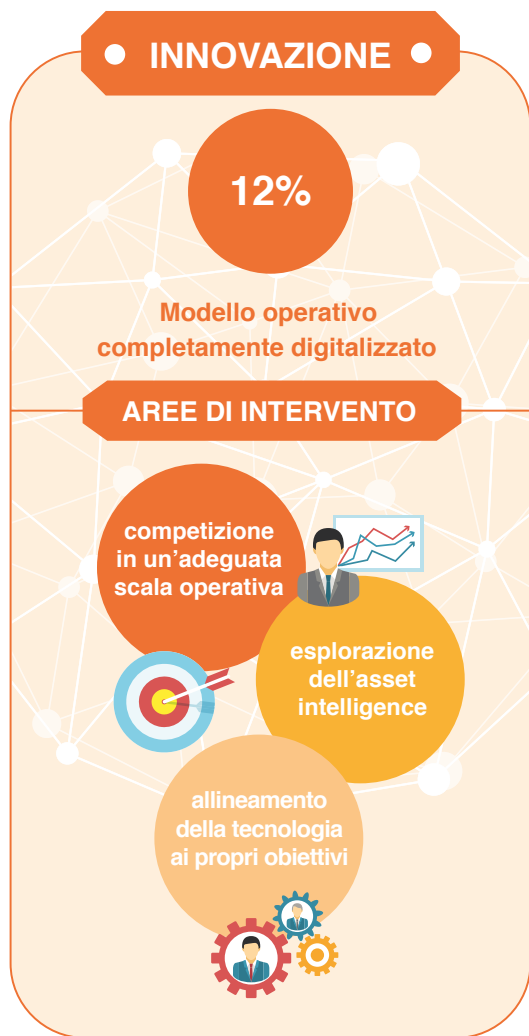 INNOVAZIONE
12%
Modello operativo
completamente digitalizzato
AREE DI INTERVENTO
competizione
in un'adeguata
scala operativa
esplorazione
dell'asset
intelligence
allineamento
della tecnologia
ai propri obiettivi